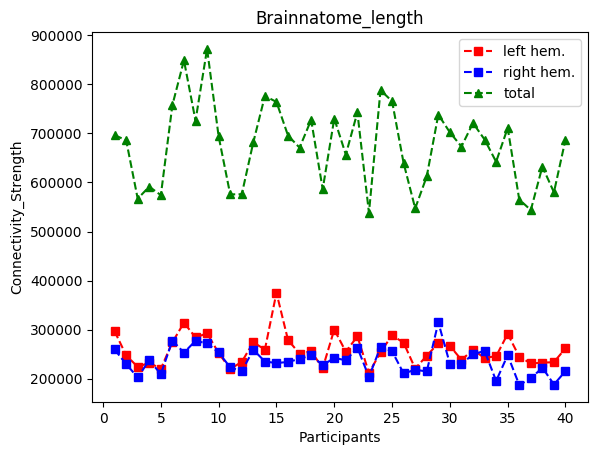 Brainnatome_length
900000
800000
700000
600000
500000
400000
300000
200000
Connectivity_Strength
left hem.
right hem.
total
0 5 10 15 20 25 30 35 40
Participants